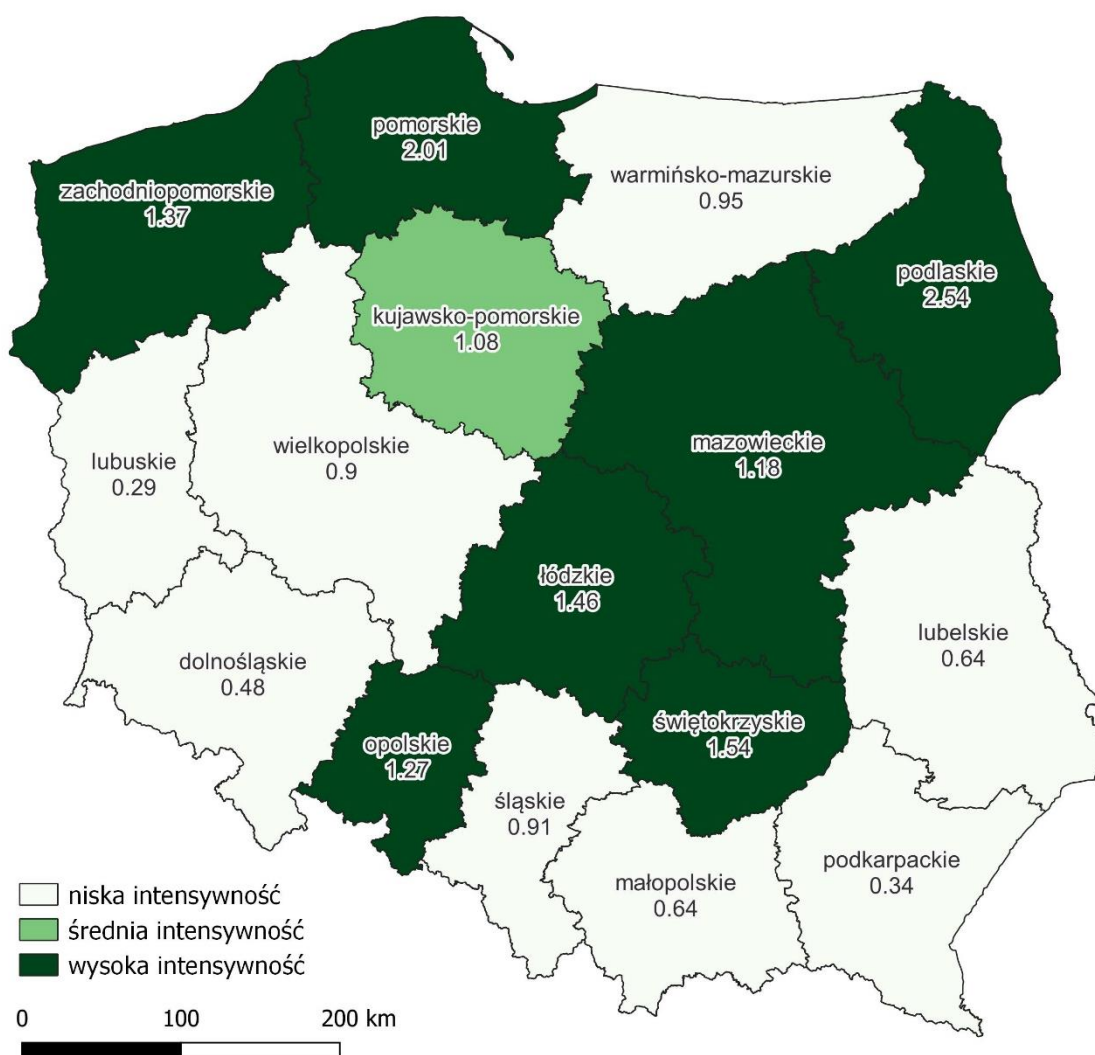 pomorskie
2.01
warmińsko-mazurskie
0.95
zachodniopomorskie
1.37
podlaskie
2.54
kujawsko-pomorskie
1.08
wielkopolskie
0.9
mazowieckie
1.18
lubuskie
0.29
łódzkie
1.46
lubelskie
0.64
dolnośląskie
0.48
świętokrzyskie
1.54
opolskie
1.27
śląskie
0.91
podkarpackie
0.34
małopolskie
0.64
niska intensywność
średnia intensywność
wysoka intensywność
0 100 200 km